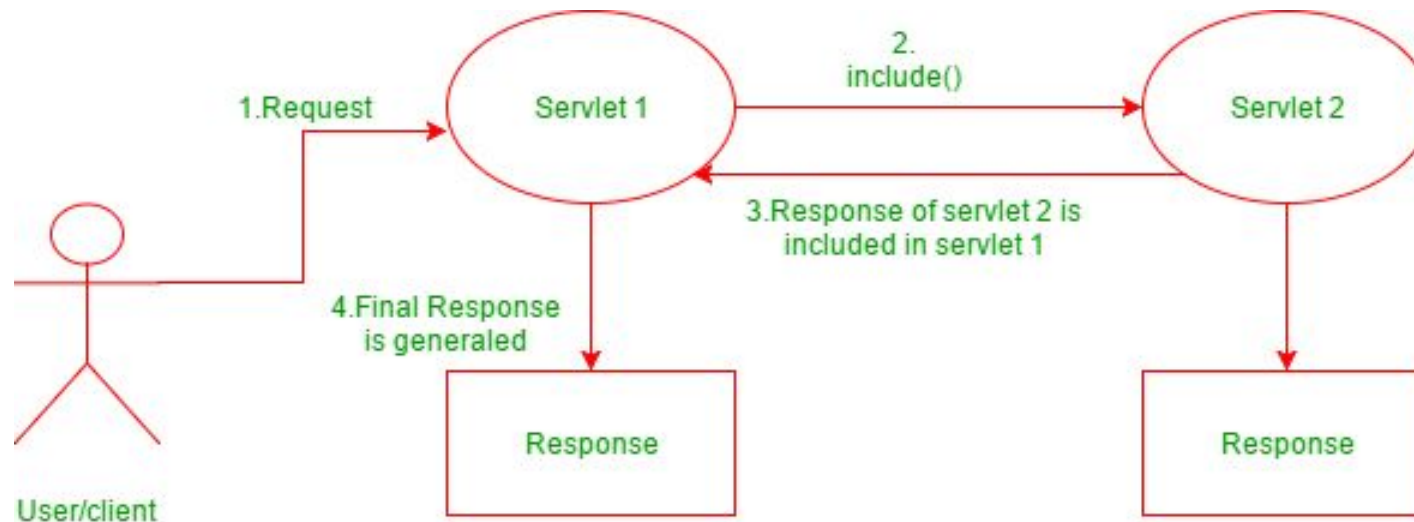 1.Request
Servlet 1
2.
include()
Servlet 2
3.Response of servlet 2 is
included in servlet 1
4.Final Response
is generaled
Response
Response
User/client